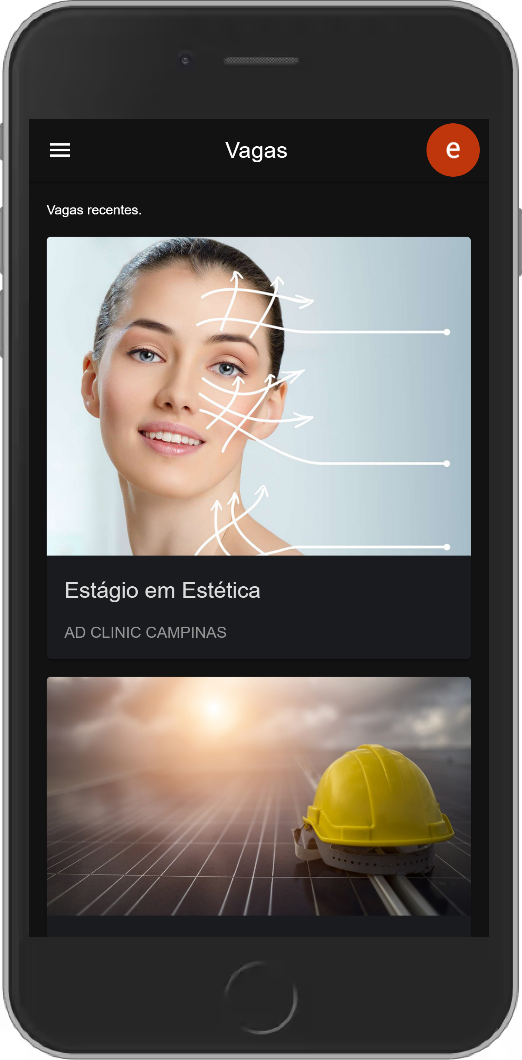 Vagas
e
Vagas recentes.
Estágio em Estética
AD CLINIC CAMPINAS